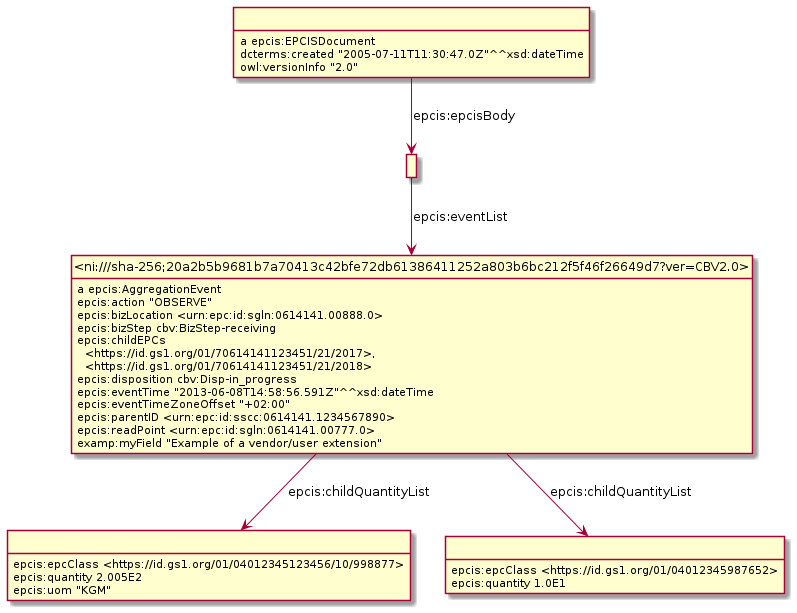 a epcis:EPCISDocument
dcterms:created "2005-07-11T11:30:47.0Z"^^xsd:dateTime
owl:versionInfo "2.0"
epcis:epcisBody
epcis:eventList
<ni:///sha-256;20a2b5b9681b7a70413c42bfe72db61386411252a803b6bc212f5f46f26649d7?ver=CBV2.0>
a epcis:AggregationEvent
epcis:action "OBSERVE"
epcis:bizLocation <urn:epc:id:sgln:0614141.00888.0>
epcis:bizStep cbv:BizStep-receiving
epcis:childEPCs
<https://id.gs1.org/01/70614141123451/21/2017>,
<https://id.gs1.org/01/70614141123451/21/2018>
epcis:disposition cbv:Disp-in_progress
epcis:eventTime "2013-06-08T14:58:56.591Z"^^xsd:dateTime
epcis:eventTimeZoneOffset "+02:00"
epcis:parentID <urn:epc:id:sscc:0614141.1234567890>
epcis:readPoint <urn:epc:id:sgln:0614141.00777.0>
examp:myField "Example of a vendor/user extension"
epcis:childQuantityList
epcis:childQuantityList
epcis:epcClass <https://id.gs1.org/01/04012345123456/10/998877>
epcis:quantity 2.005E2
epcis:uom "KGM"
epcis:epcClass <https://id.gs1.org/01/04012345987652>
epcis:quantity 1.0E1